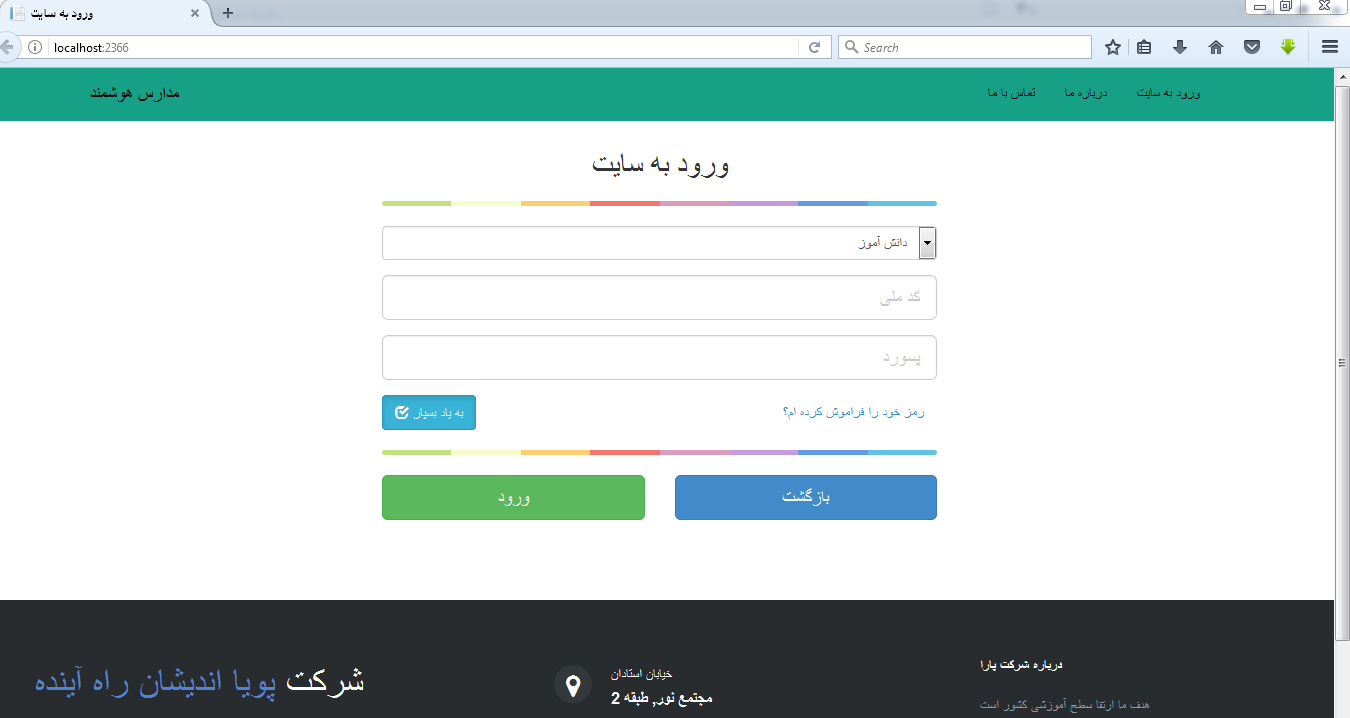 ورود به سایت
localhost:2366
Search
ورود به سایت
درباره ما
تماس با ما
مدارس هوشمند
ورود به سایت
دانش آموز
کد ملی
پسورد
رمز خود را فراموش کرده ام؟
به یاد بسپار
بازگشت
ورود
درباره شرکت پارا
هدف ما ارتقا سطح آموزشی کشور است
خیابان استادان
مجتمع نور, طبقه 2
شرکت پویا اندیشان راه آینده